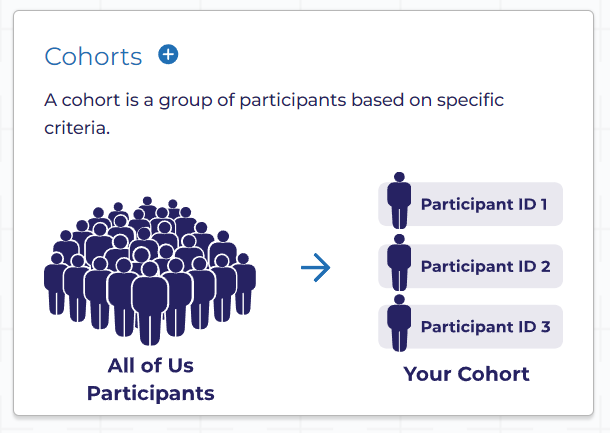 Cohorts
A cohort is a group of participants based on specific
criteria.
All of Us
Participants
Participant ID 1
Participant ID 2
Participant ID 3
Your Cohort